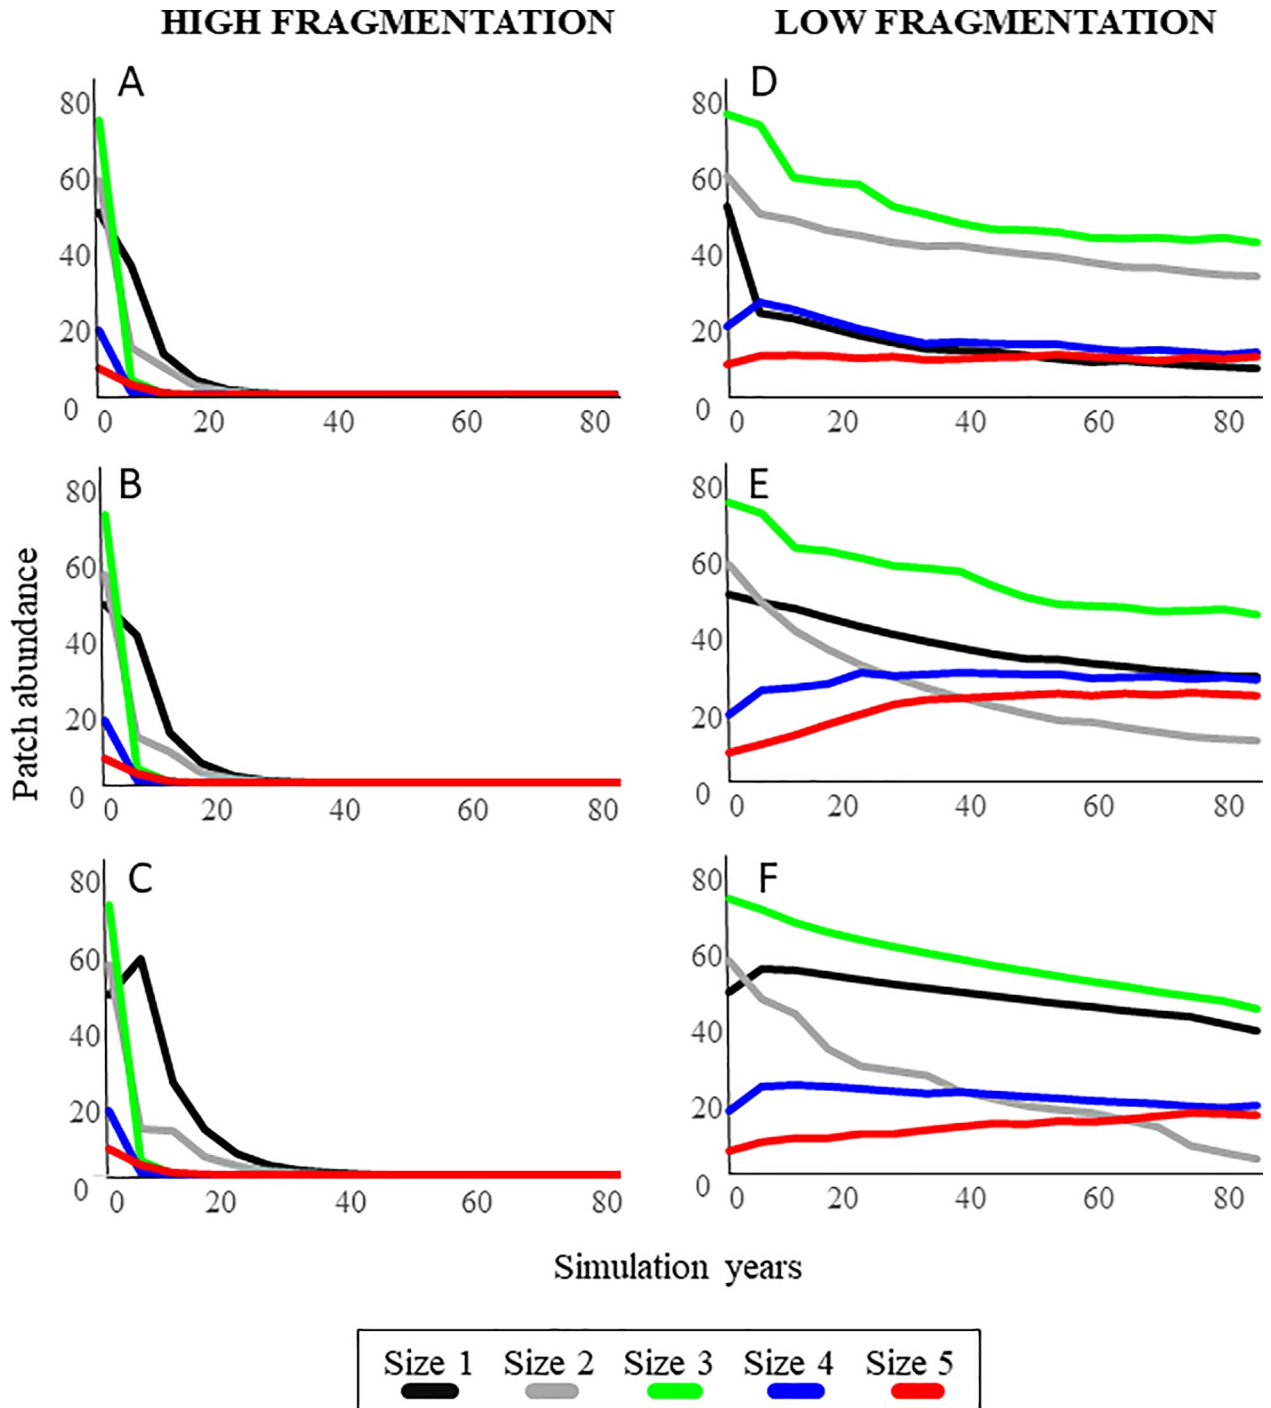 HIGH FRAGMENTATION
LOW FRAGMENTATION
A
80
60
40
20
0
0 20 40 60 80
D
80
60
40
20
0
0 20 40 60 80
B
80
60
40
20
0
0 20 40 60 80
E
80
60
40
20
0
0 20 40 60 80
C
80
60
40
20
0
0 20 40 60 80
F
80
60
40
20
0
0 20 40 60 80
Patch abundance
Simulation years
Size 1 Size 2 Size 3 Size 4 Size 5